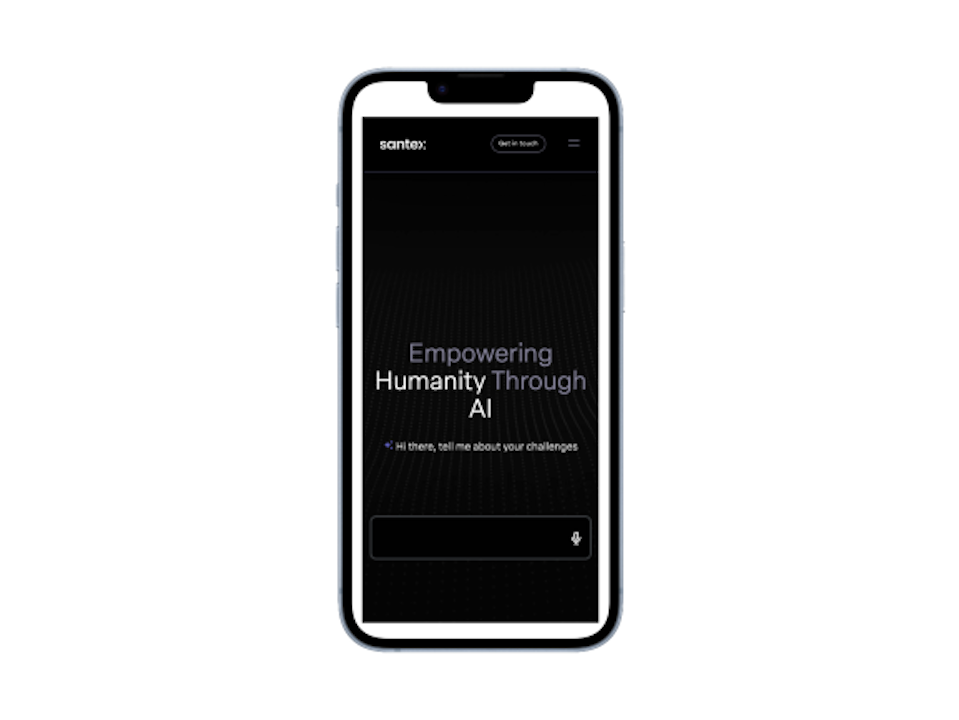 santex
Get in touch
Empowering
Humanity Through
AI
Hi there, tell me about your challenges